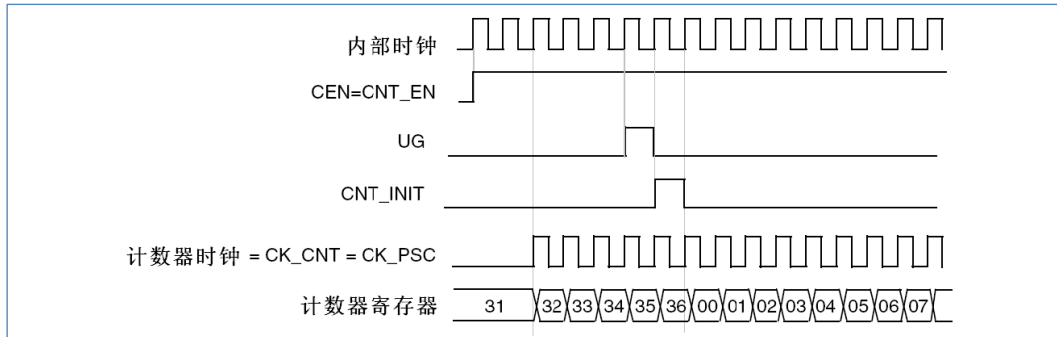 内部时钟
CEN=CNT_EN
UG
CNT_INIT
计数器时钟 = CK_CNT = CK_PSC
计数器寄存器 31 32 33 34 35 36 00 01 02 03 04 05 06 07